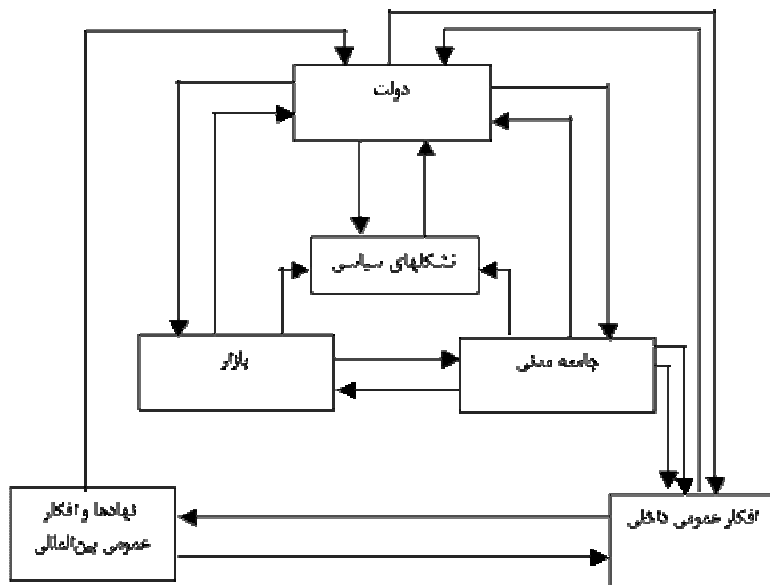 دولت
تشکلهای سیاسی
بازار
جامعه مدنی
نهادها و افکار
عمومی بین‌المللی
افکار عمومی داخلی